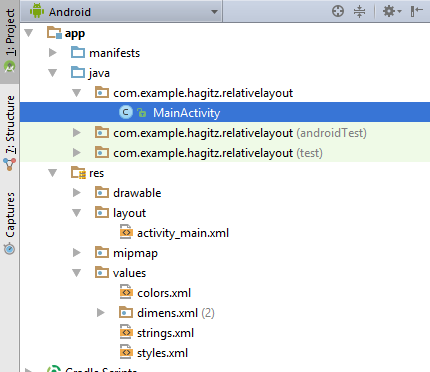 Android
1: Project
app
manifests
java
com.example.hagitz.relativelayout
MainActivity
com.example.hagitz.relativelayout (androidTest)
com.example.hagitz.relativelayout (test)
7: Structure
res
drawable
layout
Captures
activity_main.xml
mipmap
values
colors.xml
dimens.xml (2)
strings.xml
styles.xml
Gradle Scripts